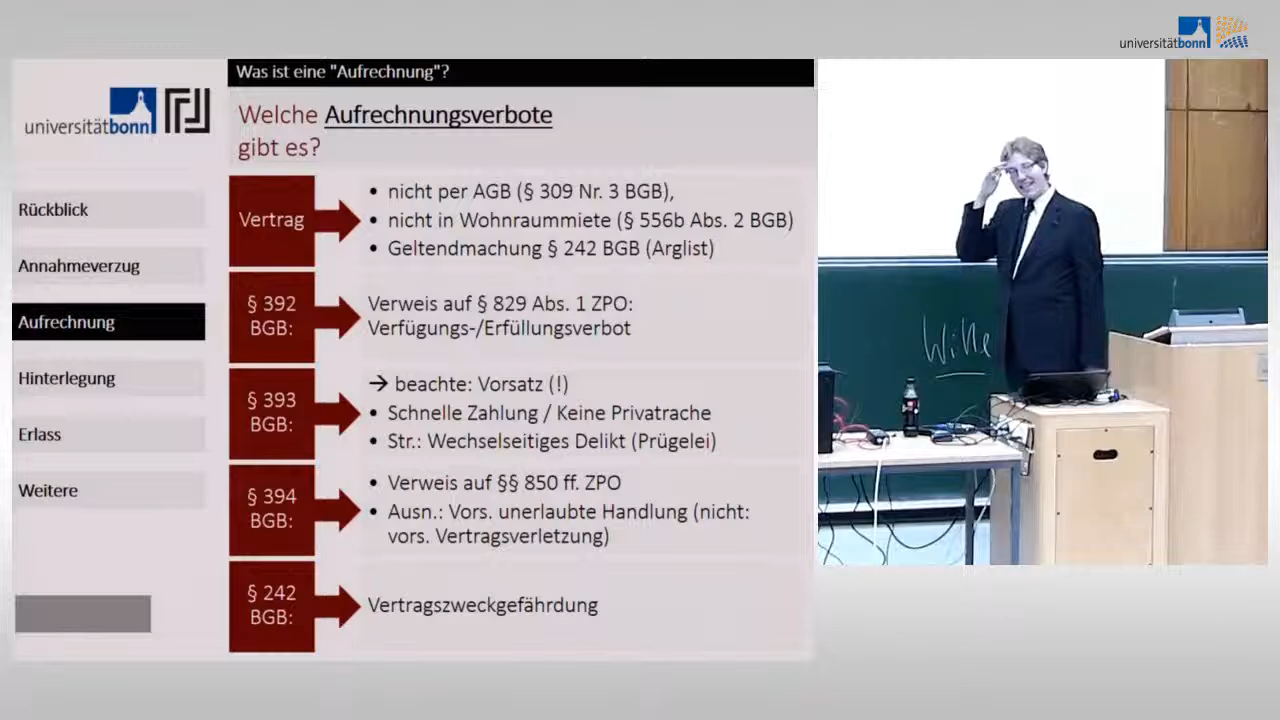 universitätbonn
Was ist eine "Aufrechnung"?
universitätbonn
Welche Aufrechnungsverbote
gibt es?
Rückblick
Annahmeverzug
Aufrechnung
Hinterlegung
Erlass
Weitere
Vertrag
• nicht per AGB (§ 309 Nr. 3 BGB),
• nicht in Wohnraummiete (§ 556b Abs. 2 BGB)
• Geltendmachung § 242 BGB (Arglist)
§ 392
BGB:
Verweis auf § 829 Abs. 1 ZPO:
Verfügungs-/Erfüllungsverbot
§ 393
BGB:
→ beachte: Vorsatz (!)
• Schnelle Zahlung / Keine Privatrache
• Str.: Wechselseitiges Delikt (Prügelei)
§ 394
BGB:
• Verweis auf §§ 850 ff. ZPO
• Ausn.: Vors. unerlaubte Handlung (nicht:
vors. Vertragsverletzung)
§ 242
BGB:
Vertragszweckgefährdung
Wille